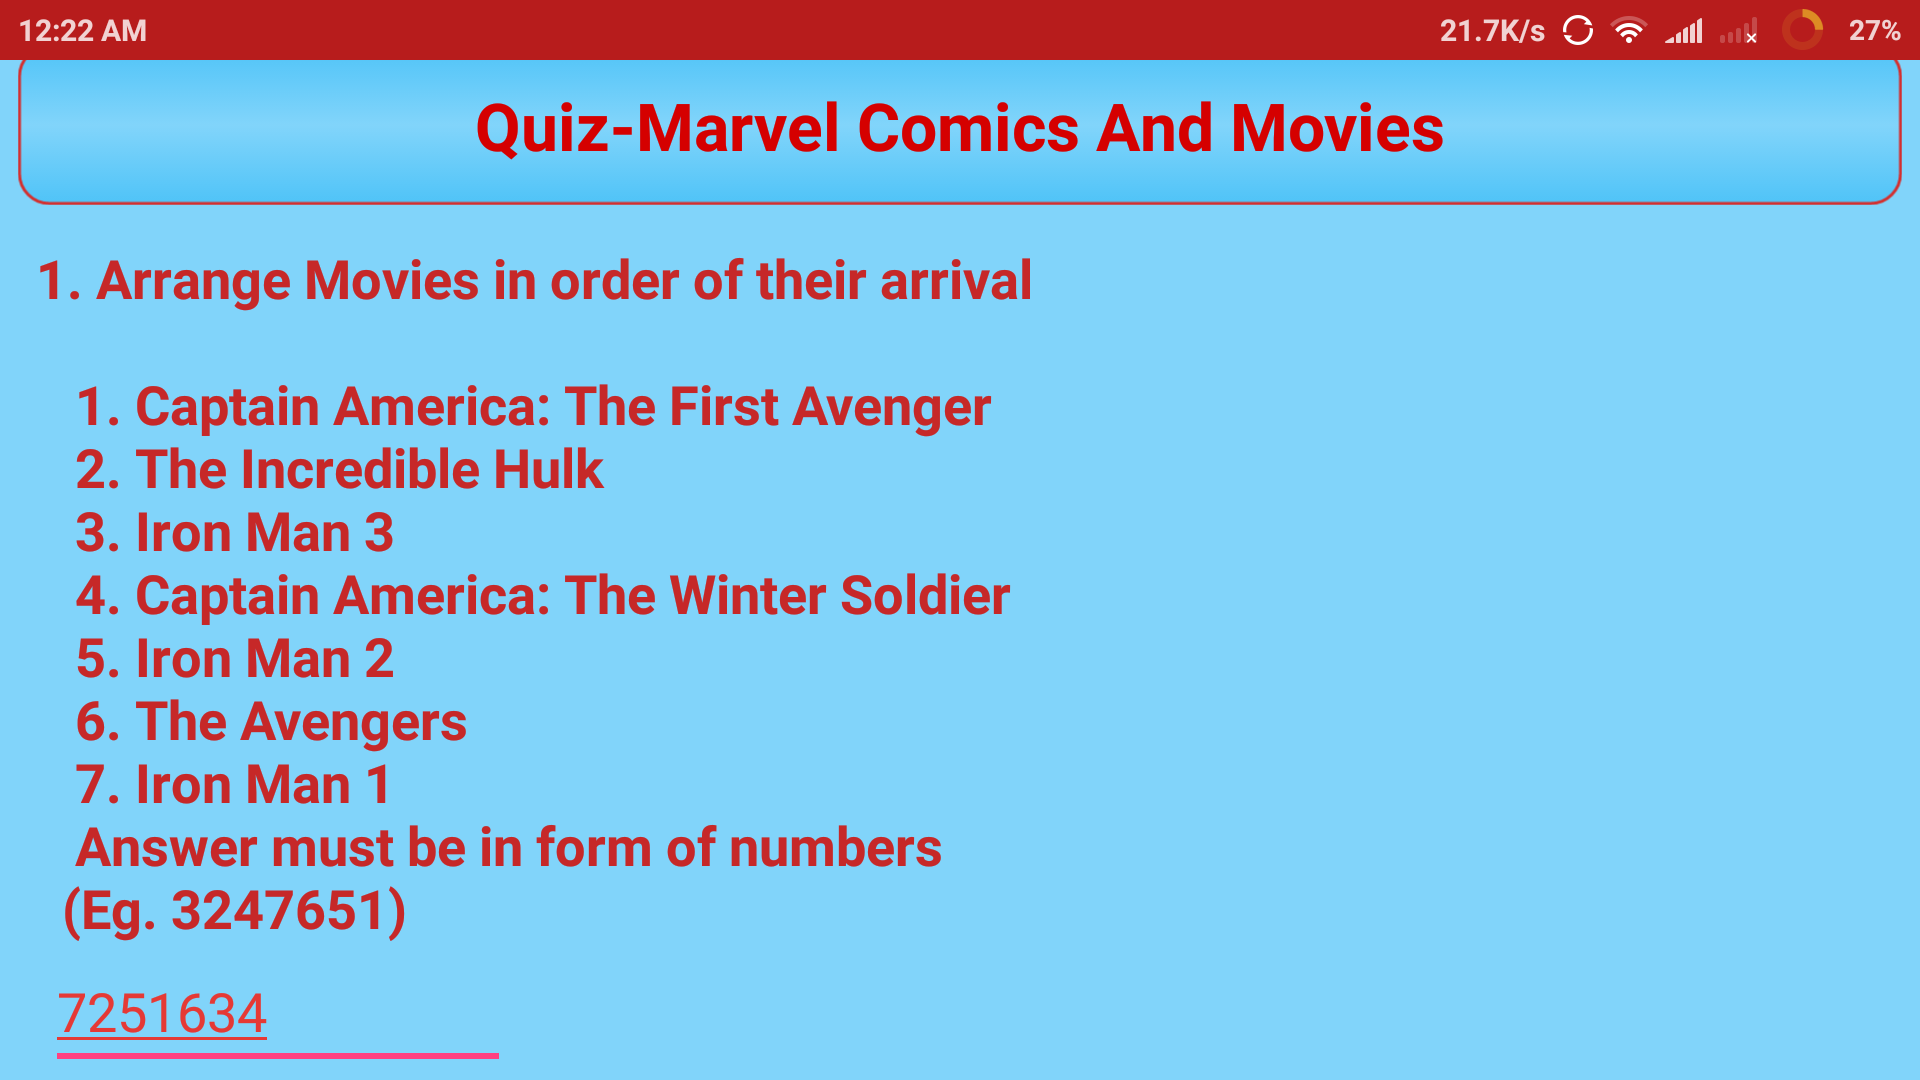 12:22 AM 21.7K/s 27%
Quiz-Marvel Comics And Movies
1. Arrange Movies in order of their arrival
1. Captain America: The First Avenger
2. The Incredible Hulk
3. Iron Man 3
4. Captain America: The Winter Soldier
5. Iron Man 2
6. The Avengers
7. Iron Man 1
Answer must be in form of numbers
(Eg. 3247651)
7251634